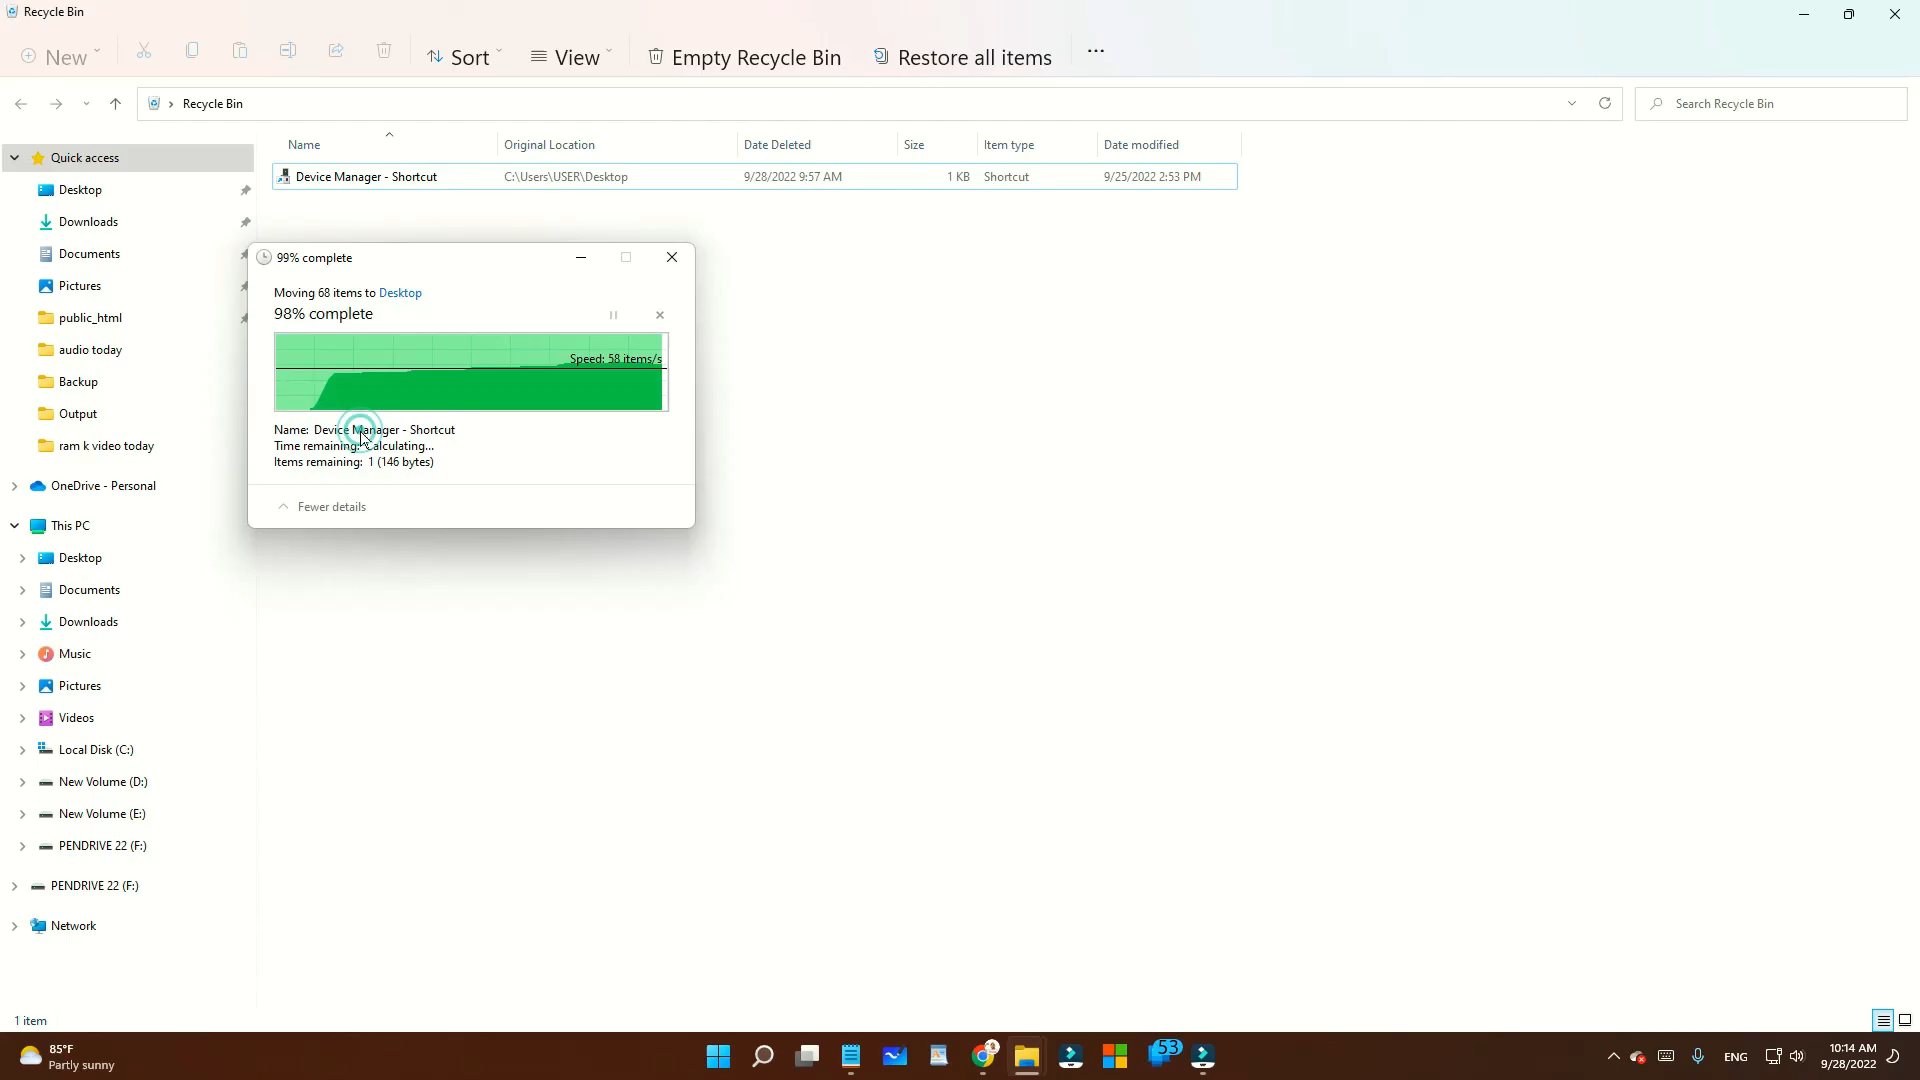 Recycle Bin
New
Sort
View
Empty Recycle Bin
Restore all items
Recycle Bin
Search Recycle Bin
Name
Original Location
Date Deleted
Size
Item type
Date modified
Device Manager - Shortcut
C:\Users\USER\Desktop
9/28/2022 9:57 AM
1 KB
Shortcut
9/25/2022 2:53 PM
Quick access
Desktop
Downloads
Documents
Pictures
public_html
audio today
Backup
Output
ram k video today
OneDrive - Personal
This PC
Desktop
Documents
Downloads
Music
Pictures
Videos
Local Disk (C:)
New Volume (D:)
New Volume (E:)
PENDRIVE 22 (F:)
PENDRIVE 22 (F:)
Network
99% complete
Moving 68 items to Desktop
98% complete
Speed: 58 items/s
Name: Device Manager - Shortcut
Time remaining: Calculating...
Items remaining: 1 (146 bytes)
Fewer details
1 item
85°F
Partly sunny
53
ENG
10:14 AM
9/28/2022